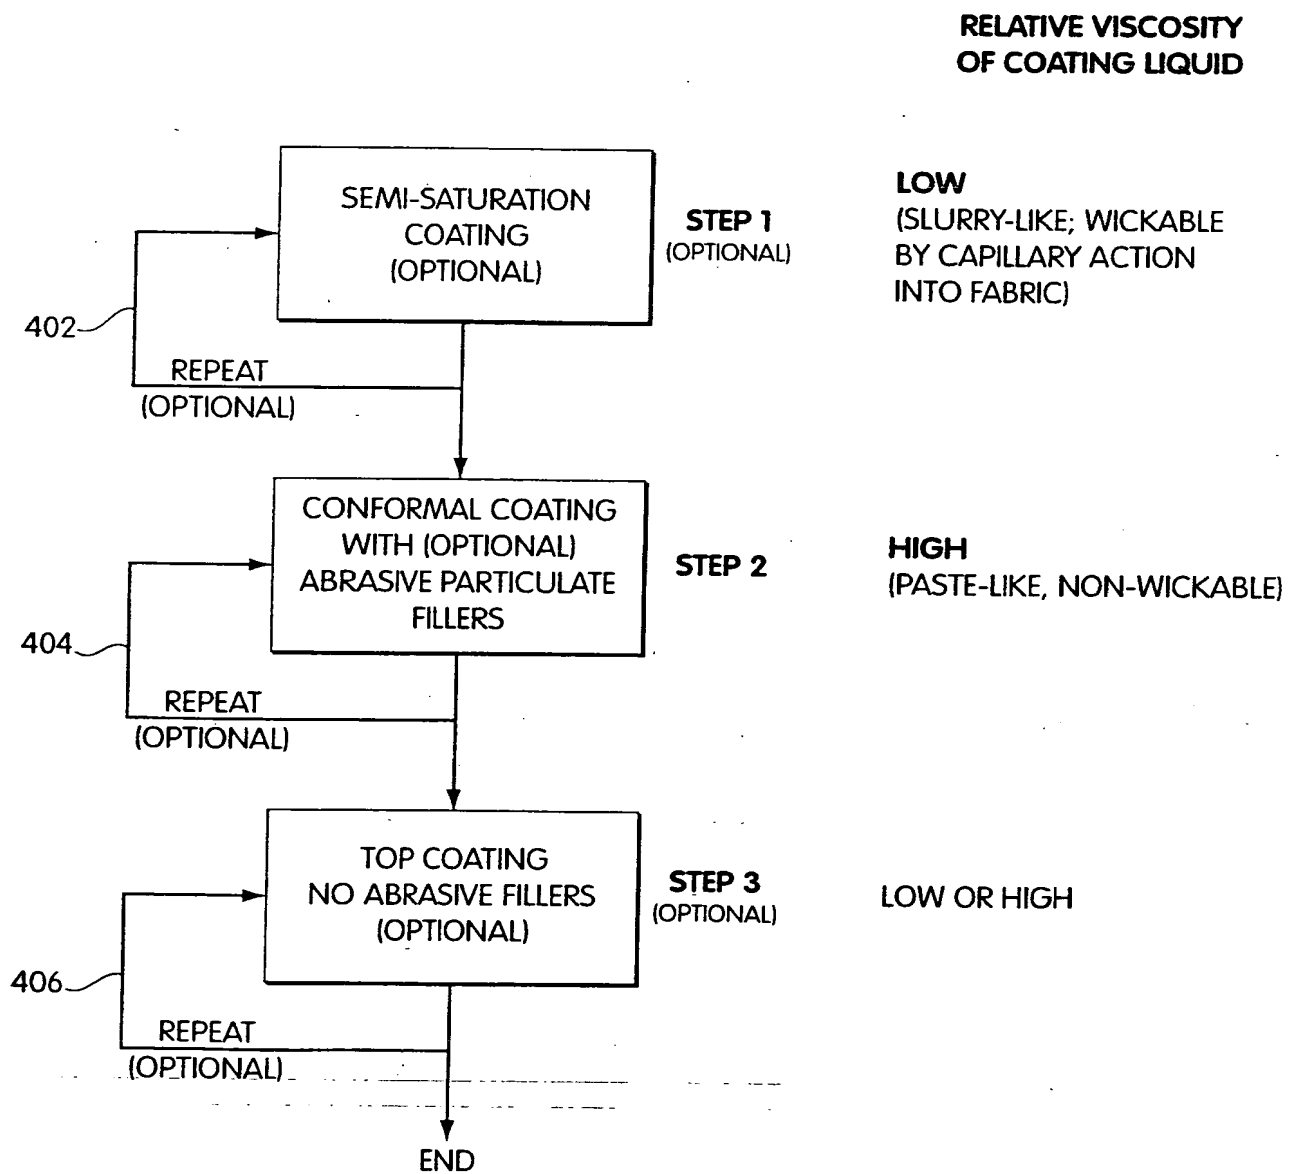 RELATIVE VISCOSITY
OF COATING LIQUID
SEMI-SATURATION
COATING
(OPTIONAL)
STEP 1
(OPTIONAL)
LOW
(SLURRY-LIKE; WICKABLE
BY CAPILLARY ACTION
INTO FABRIC)
402
REPEAT
(OPTIONAL)
CONFORMAL COATING
WITH (OPTIONAL)
ABRASIVE PARTICULATE
FILLERS
STEP 2
HIGH
(PASTE-LIKE, NON-WICKABLE)
404
REPEAT
(OPTIONAL)
TOP COATING
NO ABRASIVE FILLERS
(OPTIONAL)
STEP 3
(OPTIONAL)
LOW OR HIGH
406
REPEAT
(OPTIONAL)
END